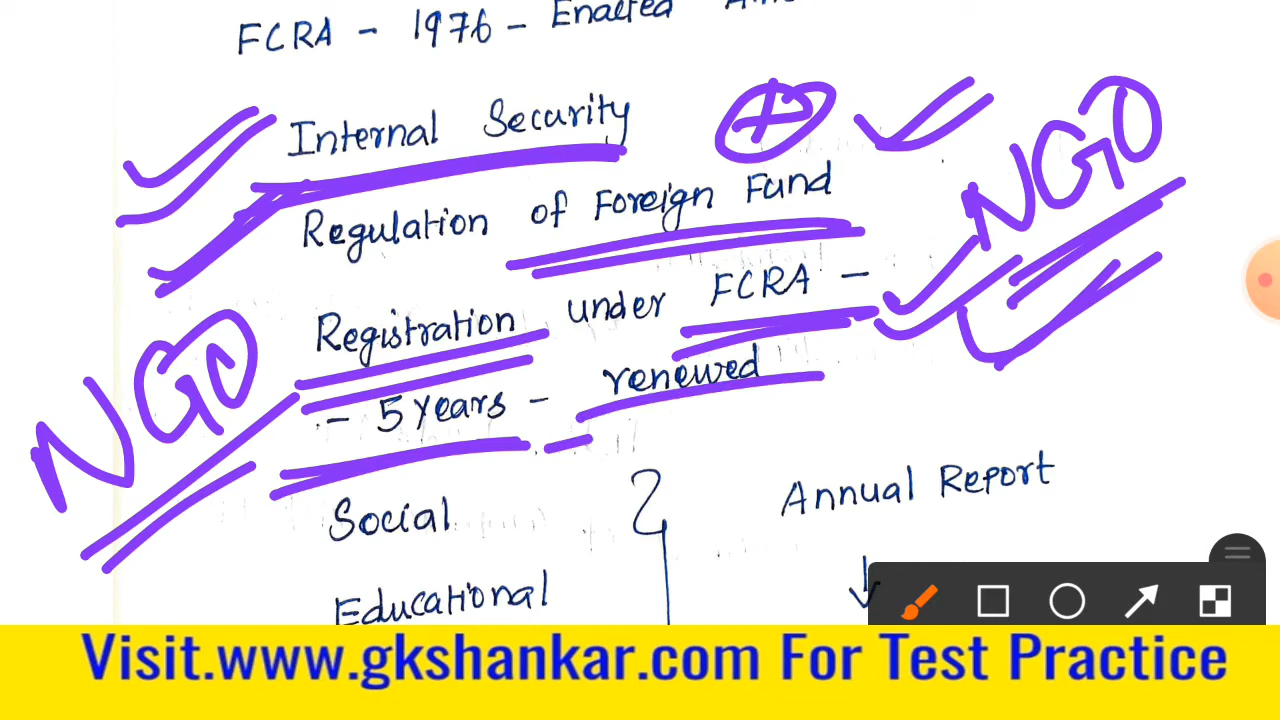 FCRA - 1976 - Enacted
Internal Security
NGO
Regulation of Foreign Fund
Registration under FCRA -
NGO
- 5 Years - renewed
Social
Annual Report
Educational
Visit.www.gkshankar.com For Test Practice